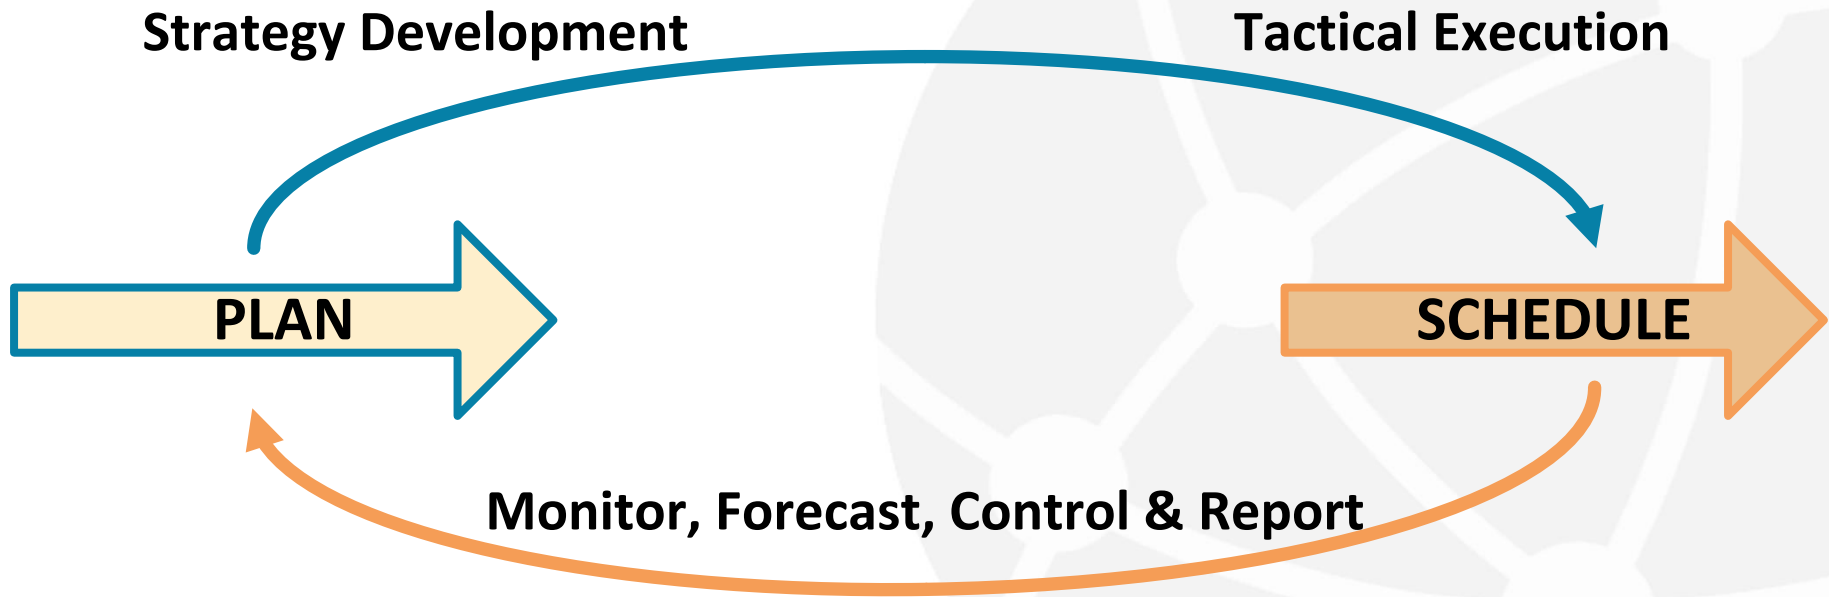 Strategy Development
Tactical Execution
PLAN
SCHEDULE
Monitor, Forecast, Control & Report